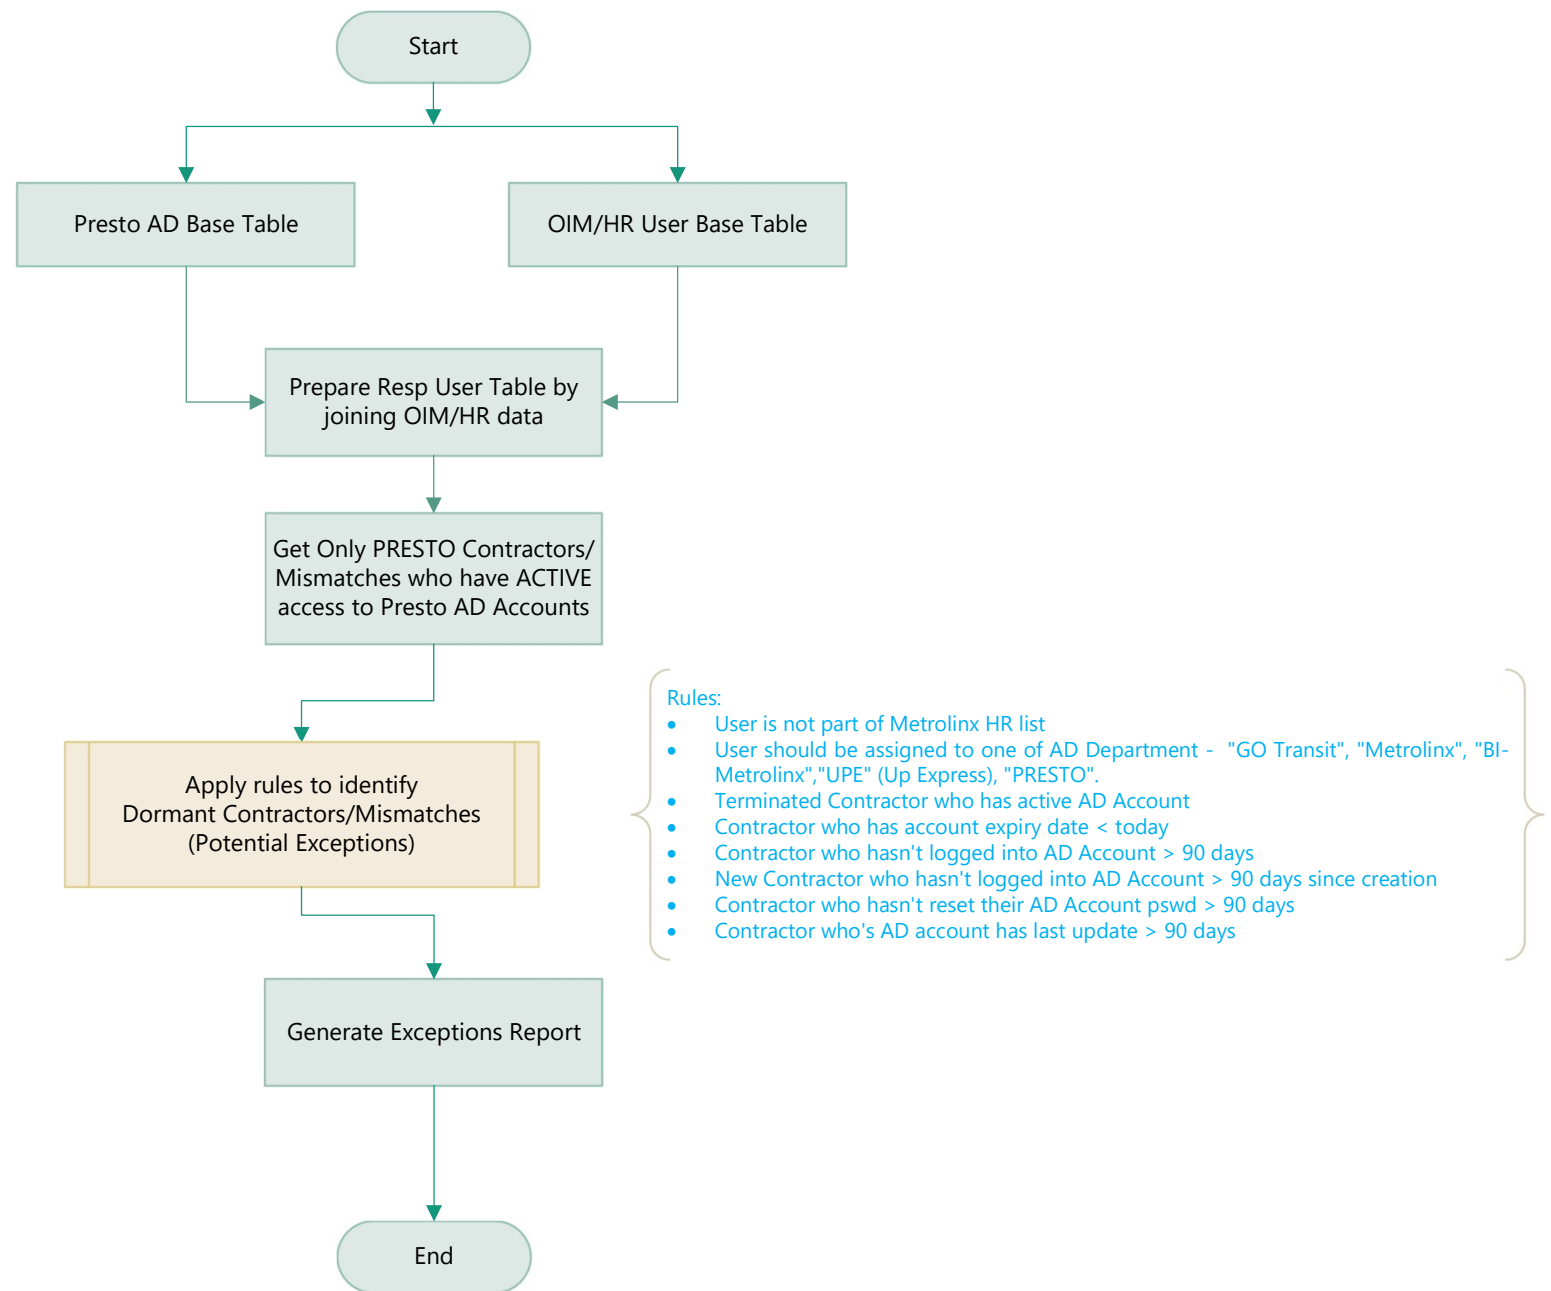 Start
Presto AD Base Table
OIM/HR User Base Table
Prepare Resp User Table by
joining OIM/HR data
Get Only PRESTO Contractors/
Mismatches who have ACTIVE
access to Presto AD Accounts
Apply rules to identify
Dormant Contractors/Mismatches
(Potential Exceptions)
Rules:
• User is not part of Metrolinx HR list
• User should be assigned to one of AD Department - "GO Transit", "Metrolinx", "BI-
Metrolinx","UPE" (Up Express), "PRESTO".
• Terminated Contractor who has active AD Account
• Contractor who has account expiry date < today
• Contractor who hasn't logged into AD Account > 90 days
• New Contractor who hasn't logged into AD Account > 90 days since creation
• Contractor who hasn't reset their AD Account pswd > 90 days
• Contractor who's AD account has last update > 90 days
Generate Exceptions Report
End